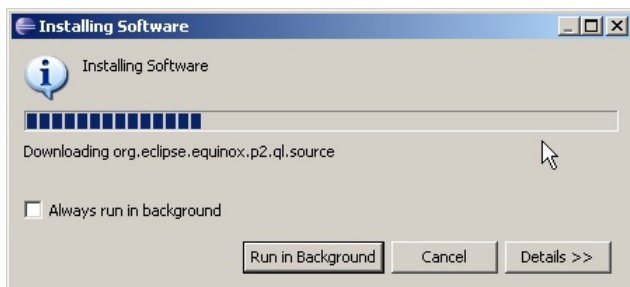 Installing Software
Installing Software
Downloading org.eclipse.equinox.p2.ql.source
Always run in background
Run in Background Cancel Details >>